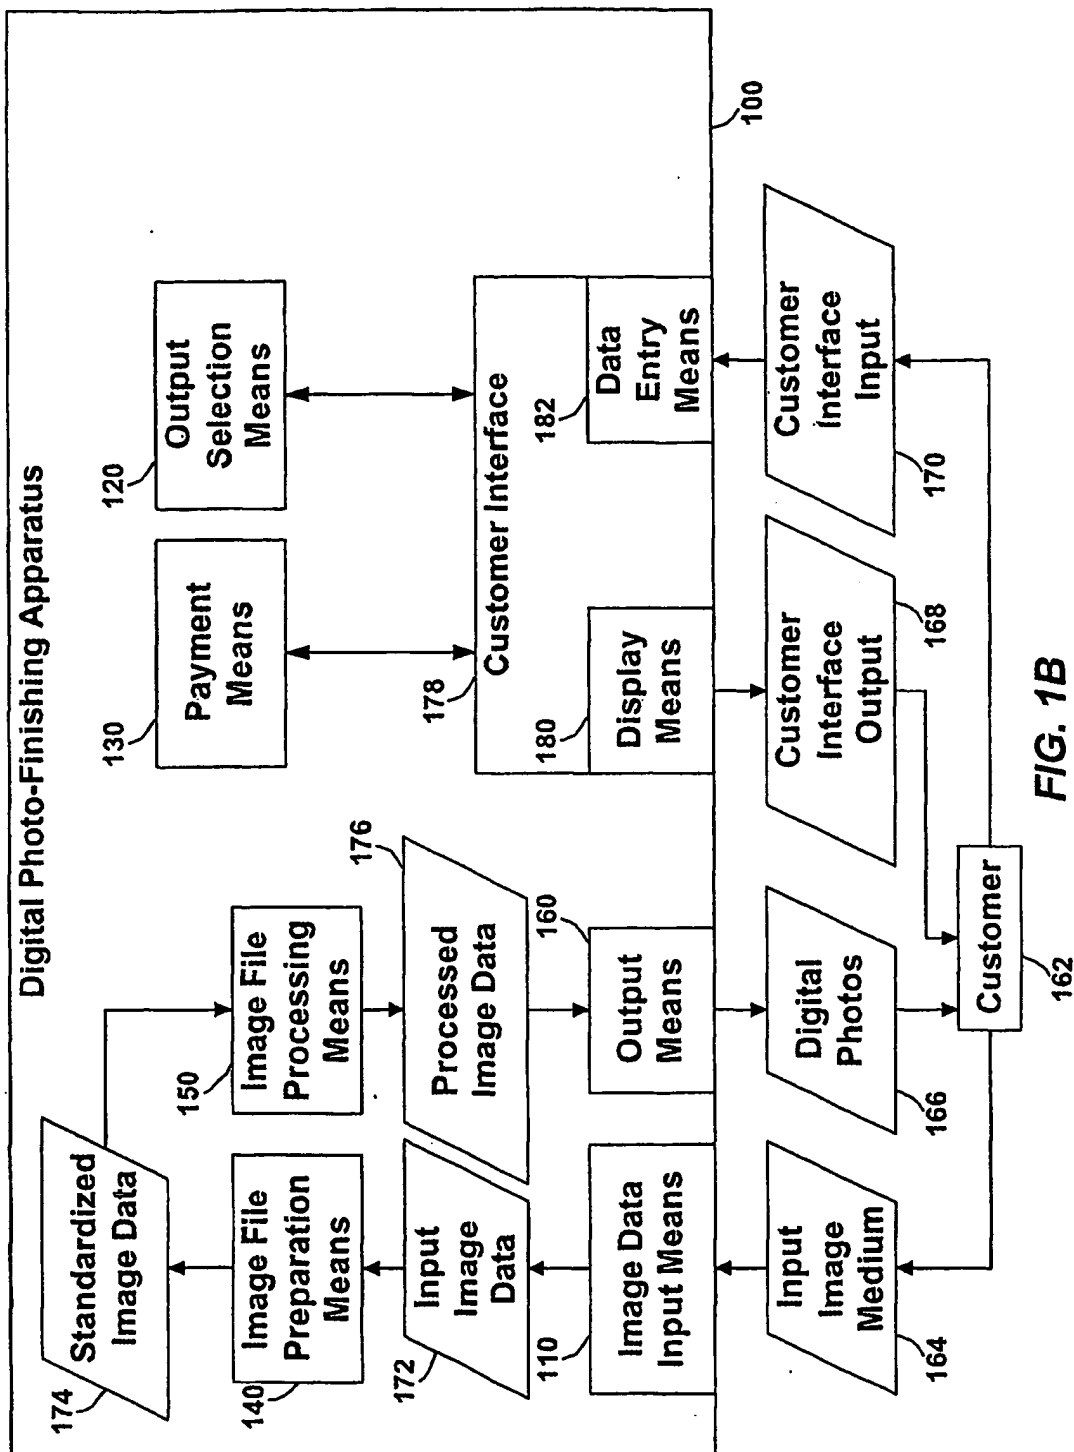 Digital Photo-Finishing Apparatus
174
Standardized
Image Data
140
Image File
Preparation
Means
150
Image File
Processing
Means
130
Payment
Means
120
Output
Selection
Means
172
Input
Image
Data
176
Processed
Image Data
178
Customer Interface
110
Image Data
Input Means
160
Output
Means
180
Display
Means
182
Data
Entry
Means
100
164
Input
Image
Medium
166
Digital
Photos
168
Customer
Interface
Output
170
Customer
Interface
Input
162
Customer
FIG. 1B